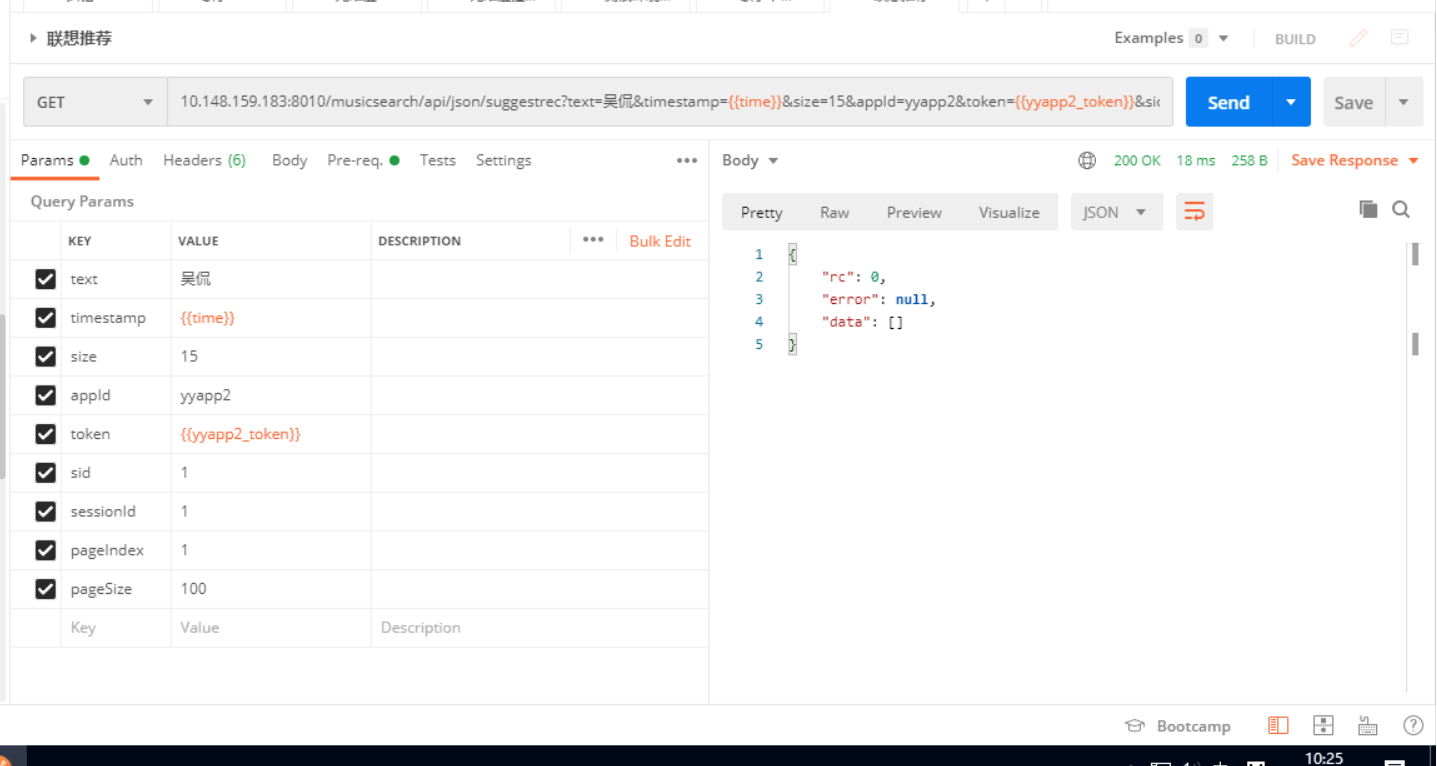 联想推荐
Examples 0
BUILD
GET
10.148.159.183:8010/musicsearch/api/json/suggestrec?text=吴侃&timestamp={{time}}&size=15&appId=yyapp2&token={{yyapp2_token}}&sic
Send
Save
Params Auth Headers (6) Body Pre-req. Tests Settings
Body
200 OK 18 ms 258 B Save Response
Query Params
Pretty Raw Preview Visualize JSON
KEY VALUE DESCRIPTION Bulk Edit
text 吴侃
timestamp {{time}}
size 15
appId yyapp2
token {{yyapp2_token}}
sid 1
sessionId 1
pageIndex 1
pageSize 100
Key Value Description
1 {
2 "rc": 0,
3 "error": null,
4 "data": []
5 }
Bootcamp
10:25